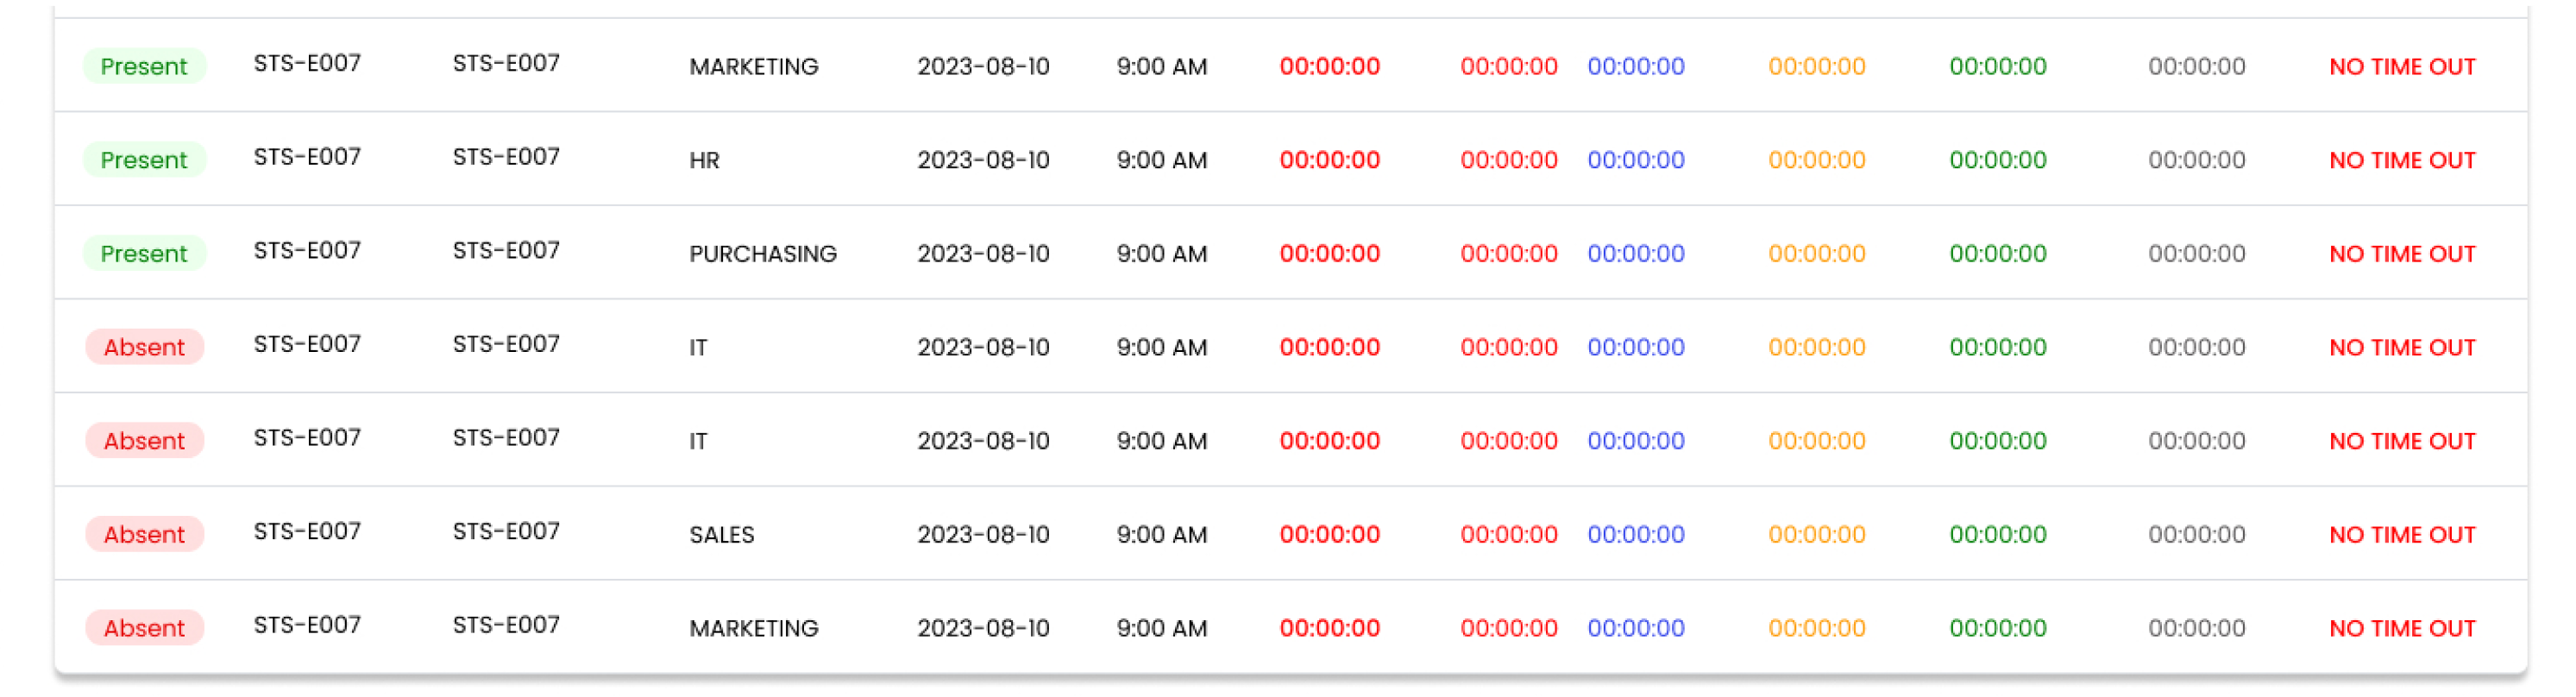 Present STS-E007 STS-E007 MARKETING 2023-08-10 9:00 AM 00:00:00 00:00:00 00:00:00 00:00:00 00:00:00 00:00:00 NO TIME OUT
Present STS-E007 STS-E007 HR 2023-08-10 9:00 AM 00:00:00 00:00:00 00:00:00 00:00:00 00:00:00 00:00:00 NO TIME OUT
Present STS-E007 STS-E007 PURCHASING 2023-08-10 9:00 AM 00:00:00 00:00:00 00:00:00 00:00:00 00:00:00 00:00:00 NO TIME OUT
Absent STS-E007 STS-E007 IT 2023-08-10 9:00 AM 00:00:00 00:00:00 00:00:00 00:00:00 00:00:00 00:00:00 NO TIME OUT
Absent STS-E007 STS-E007 IT 2023-08-10 9:00 AM 00:00:00 00:00:00 00:00:00 00:00:00 00:00:00 00:00:00 NO TIME OUT
Absent STS-E007 STS-E007 SALES 2023-08-10 9:00 AM 00:00:00 00:00:00 00:00:00 00:00:00 00:00:00 00:00:00 NO TIME OUT
Absent STS-E007 STS-E007 MARKETING 2023-08-10 9:00 AM 00:00:00 00:00:00 00:00:00 00:00:00 00:00:00 00:00:00 NO TIME OUT